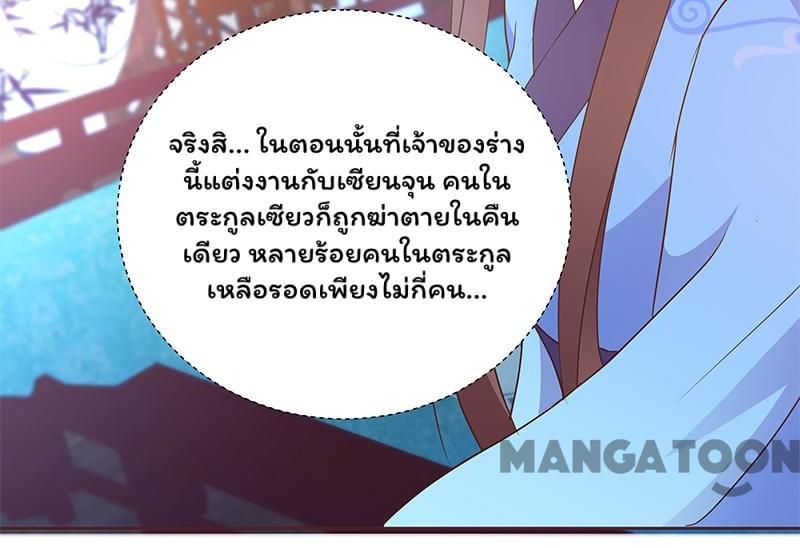 จริงสิ... ในตอนนั้นที่เจ้าของร่าง
นี้แต่งงานกับเซียนจุน คนใน
ตระกูลเซียวก็ถูกฆ่าตายในคืน
เดียว หลายร้อยคนในตระกูล
เหลือรอดเพียงไม่กี่คน...
MANGATOON